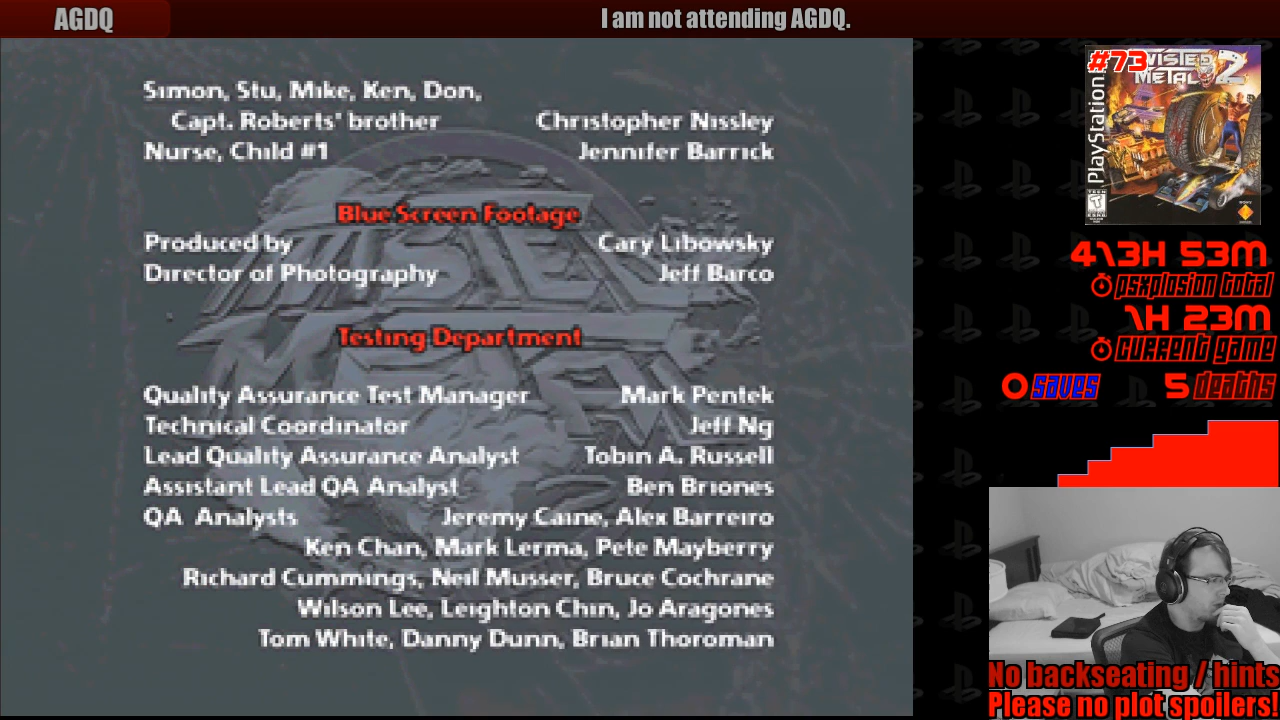 AGDQ
I am not attending AGDQ.
Simon, Stu, Mike, Ken, Don,
Capt. Roberts' brother Christopher Nissley
Nurse, Child #1 Jennifer Barrick
Blue Screen Footage
Produced by Cary Libowsky
Director of Photography Jeff Barco
Testing Department
Quality Assurance Test Manager Mark Pentek
Technical Coordinator Jeff Ng
Lead Quality Assurance Analyst Tobin A. Russell
Assistant Lead QA Analyst Ben Briones
QA Analysts Jeremy Caine, Alex Barreiro
Ken Chan, Mark Lerma, Pete Mayberry
Richard Cummings, Neil Musser, Bruce Cochrane
Wilson Lee, Leighton Chin, Jo Aragones
Tom White, Danny Dunn, Brian Thoroman
#73
TWISTED
METAL 2
PlayStation
413H 53M
psxplosion total
1H 23M
current game
0 saves 5 deaths
No backseating / hints
Please no plot spoilers!